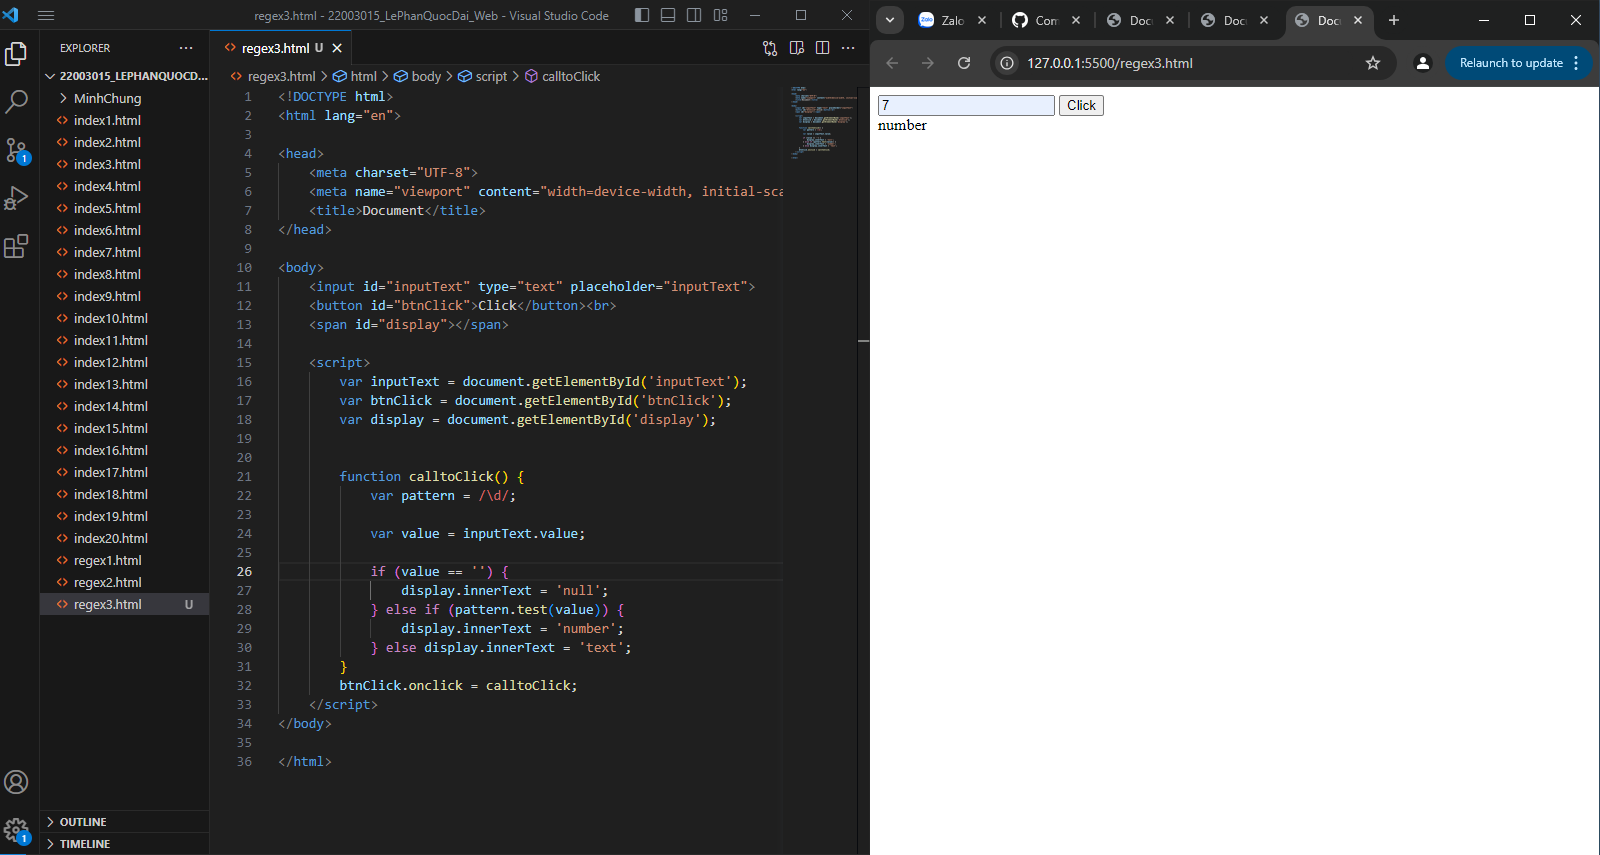 regex3.html - 22003015_LePhanQuocDai_Web - Visual Studio Code
EXPLORER
22003015_LEPHANQUOCD...
MinhChung
index1.html
index2.html
index3.html
index4.html
index5.html
index6.html
index7.html
index8.html
index9.html
index10.html
index11.html
index12.html
index13.html
index14.html
index15.html
index16.html
index17.html
index18.html
index19.html
index20.html
regex1.html
regex2.html
regex3.html U
OUTLINE
TIMELINE
1
1
regex3.html U
regex3.html > html > body > script > calltoClick
1 <!DOCTYPE html>
2 <html lang="en">
3
4 <head>
5 <meta charset="UTF-8">
6 <meta name="viewport" content="width=device-width, initial-sca
7 <title>Document</title>
8 </head>
9
10 <body>
11 <input id="inputText" type="text" placeholder="inputText">
12 <button id="btnClick">Click</button><br>
13 <span id="display"></span>
14
15 <script>
16 var inputText = document.getElementById('inputText');
17 var btnClick = document.getElementById('btnClick');
18 var display = document.getElementById('display');
19
20
21 function calltoClick() {
22 var pattern = /\d/;
23
24 var value = inputText.value;
25
26 if (value == '') {
27 display.innerText = 'null';
28 } else if (pattern.test(value)) {
29 display.innerText = 'number';
30 } else display.innerText = 'text';
31 }
32 btnClick.onclick = calltoClick;
33 </script>
34 </body>
35
36 </html>
Zalo Zalo
Com
Doc
Doc
Doc
127.0.0.1:5500/regex3.html
Relaunch to update
7 Click
number